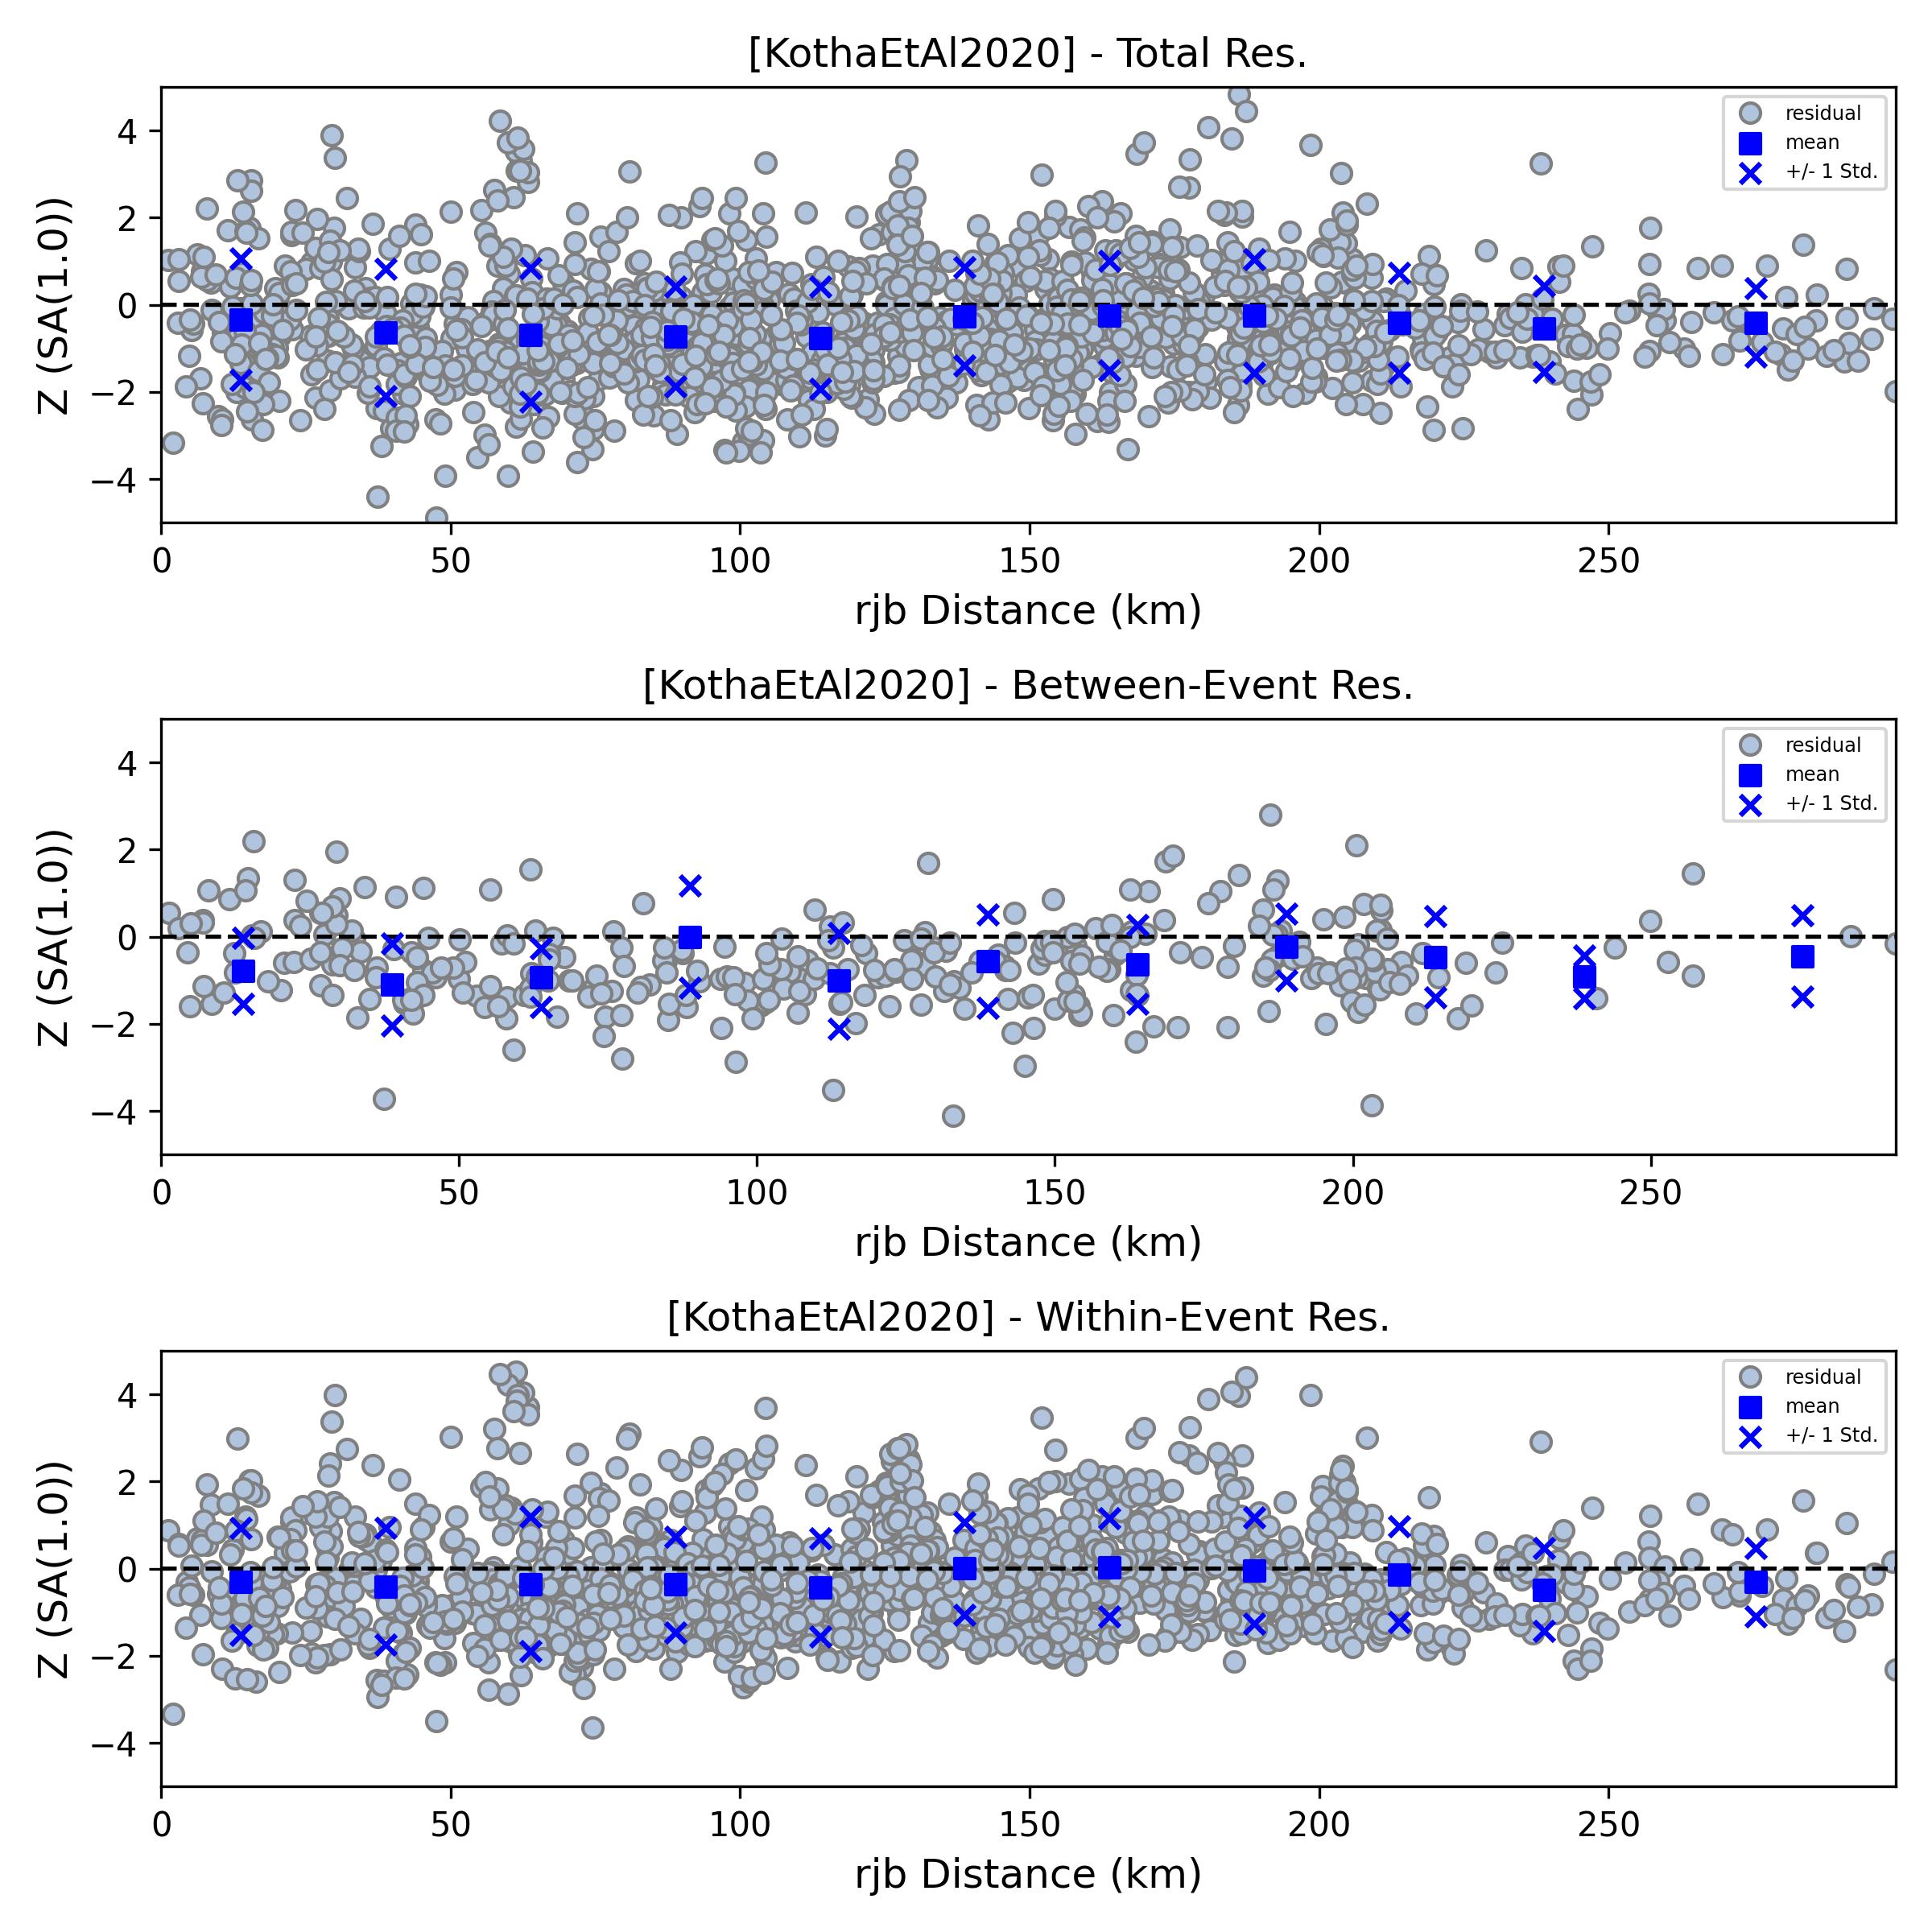 [KothaEtAl2020] - Total Res.
residual
mean
+/- 1 Std.
4
2
0
−2
−4
Z (SA(1.0))
0 50 100 150 200 250
rjb Distance (km)
[KothaEtAl2020] - Between-Event Res.
residual
mean
+/- 1 Std.
4
2
0
−2
−4
Z (SA(1.0))
0 50 100 150 200 250
rjb Distance (km)
[KothaEtAl2020] - Within-Event Res.
residual
mean
+/- 1 Std.
4
2
0
−2
−4
Z (SA(1.0))
0 50 100 150 200 250
rjb Distance (km)